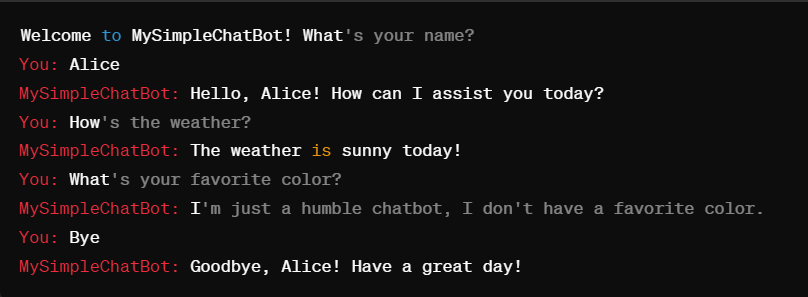 Welcome to MySimpleChatBot! What's your name?
You: Alice
MySimpleChatBot: Hello, Alice! How can I assist you today?
You: How's the weather?
MySimpleChatBot: The weather is sunny today!
You: What's your favorite color?
MySimpleChatBot: I'm just a humble chatbot, I don't have a favorite color.
You: Bye
MySimpleChatBot: Goodbye, Alice! Have a great day!